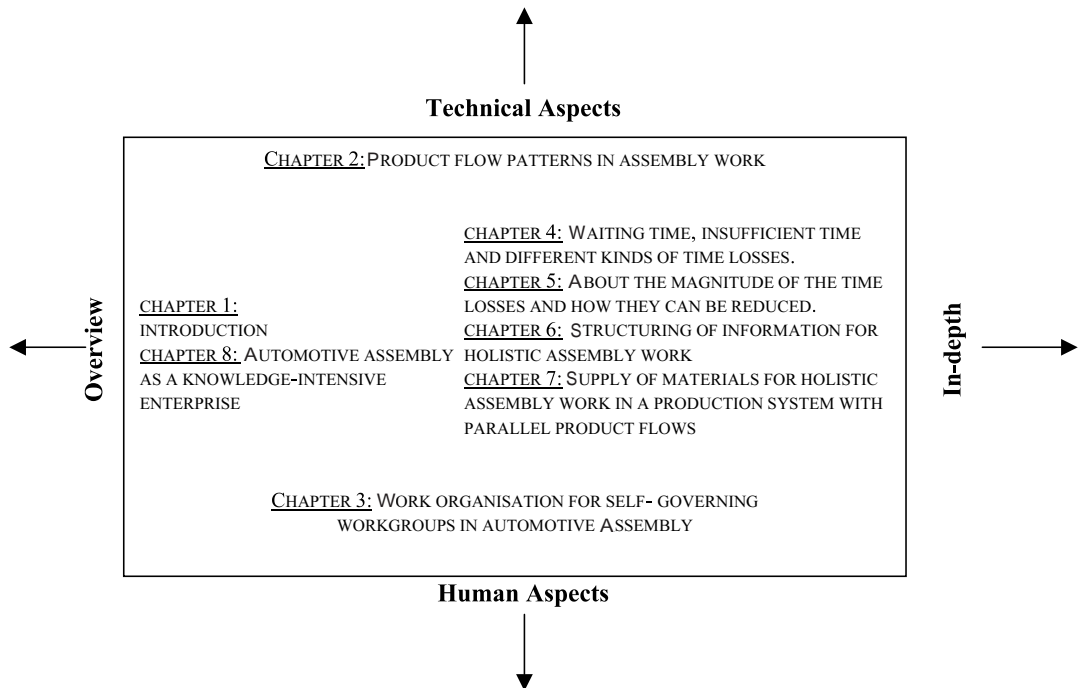 Technical Aspects
CHAPTER 2: PRODUCT FLOW PATTERNS IN ASSEMBLY WORK
CHAPTER 4: WAITING TIME, INSUFFICIENT TIME
AND DIFFERENT KINDS OF TIME LOSSES.
CHAPTER 5: ABOUT THE MAGNITUDE OF THE TIME
LOSSES AND HOW THEY CAN BE REDUCED.
CHAPTER 6: STRUCTURING OF INFORMATION FOR
HOLISTIC ASSEMBLY WORK
CHAPTER 7: SUPPLY OF MATERIALS FOR HOLISTIC
ASSEMBLY WORK IN A PRODUCTION SYSTEM WITH
PARALLEL PRODUCT FLOWS
Overview
CHAPTER 1:
INTRODUCTION
CHAPTER 8: AUTOMOTIVE ASSEMBLY
AS A KNOWLEDGE-INTENSIVE
ENTERPRISE
In-depth
CHAPTER 3: WORK ORGANISATION FOR SELF- GOVERNING
WORKGROUPS IN AUTOMOTIVE ASSEMBLY
Human Aspects